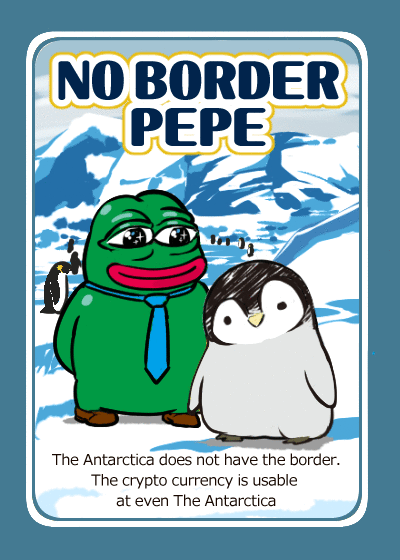 NO BORDER
PEPE
The Antarctica does not have the border.
The crypto currency is usable
at even The Antarctica